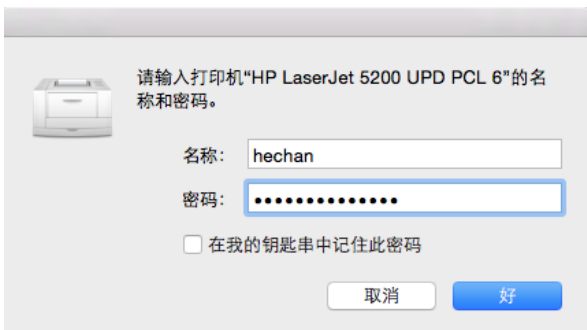 请输入打印机“HP LaserJet 5200 UPD PCL 6”的名
称和密码。
名称： hechan
密码： ••••••••••••••
在我的钥匙串中记住此密码
取消 好